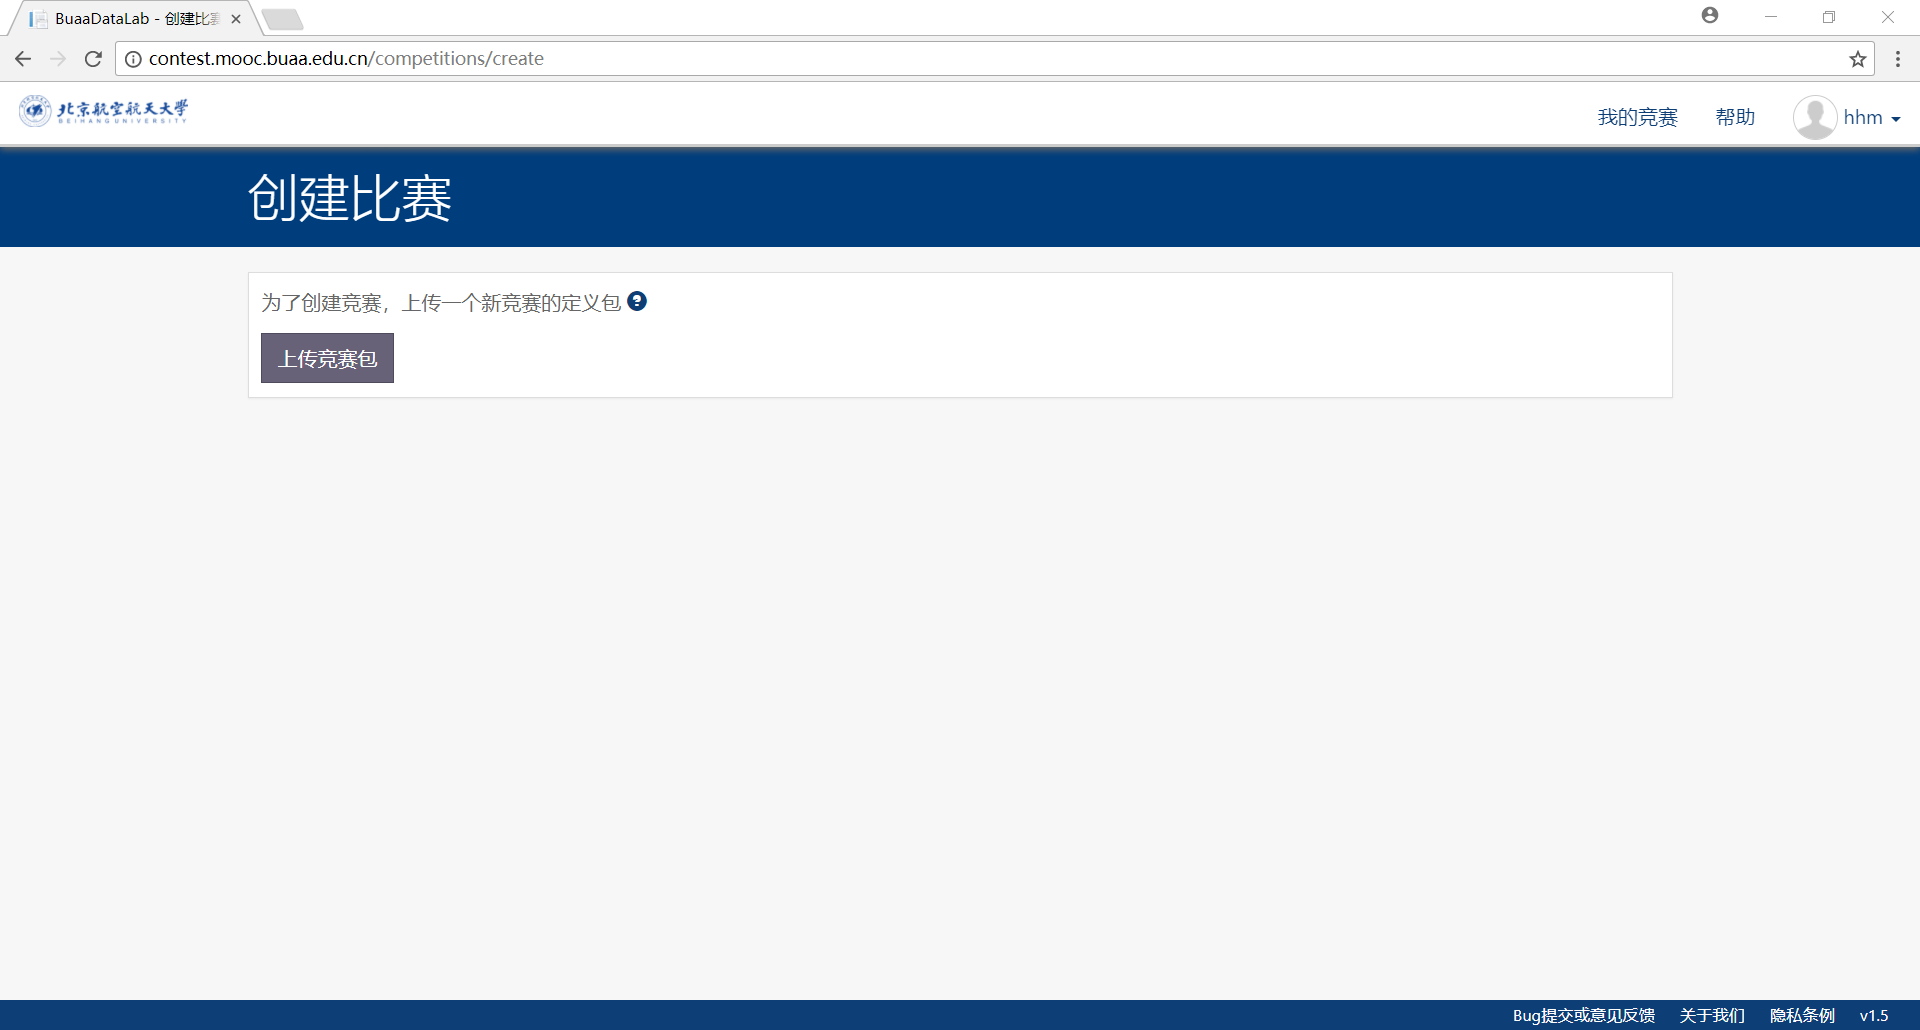 BuaaDataLab - 创建比赛
contest.mooc.buaa.edu.cn/competitions/create
北京航空航天大学
BEIHANG UNIVERSITY
我的竞赛 帮助 hhm
创建比赛
为了创建竞赛，上传一个新竞赛的定义包
上传竞赛包
Bug提交或意见反馈 关于我们 隐私条例 v1.5